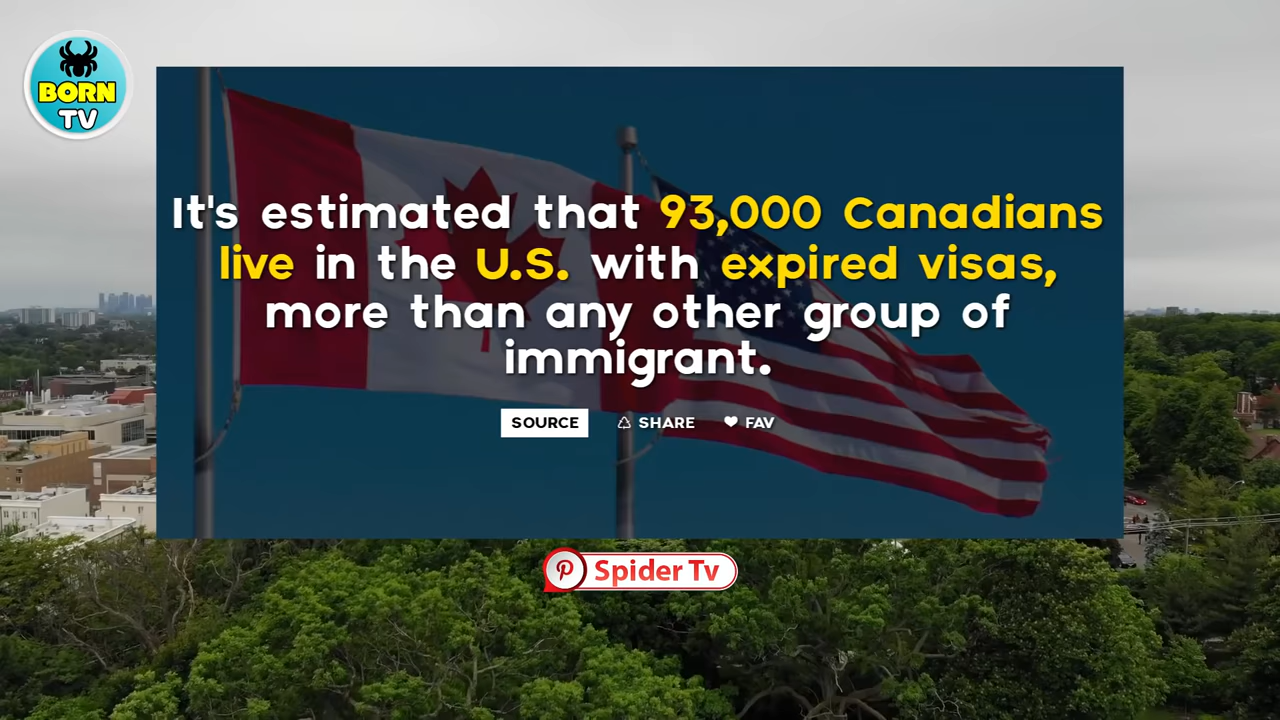 BORN
TV
It's estimated that 93,000 Canadians
live in the U.S. with expired visas,
more than any other group of
immigrant.
SOURCE SHARE FAV
Spider Tv